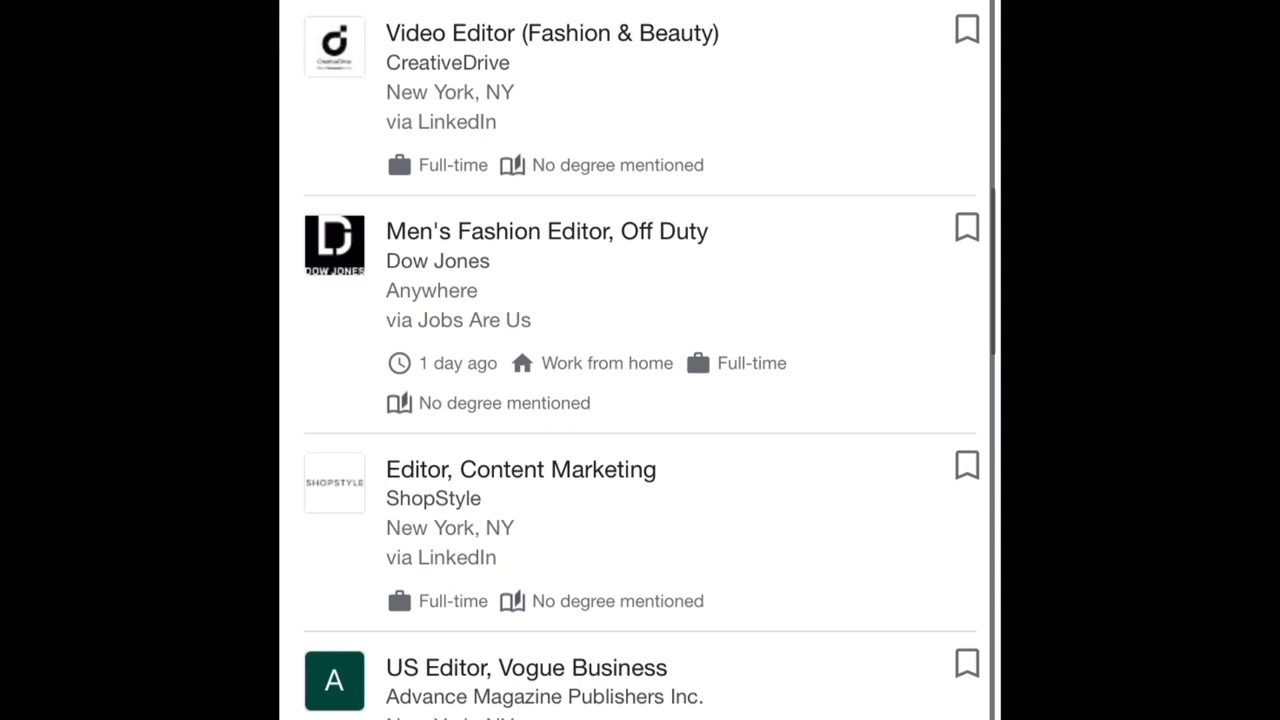 CreativeDrive
Video Editor (Fashion & Beauty)
CreativeDrive
New York, NY
via LinkedIn
Full-time No degree mentioned
DJ
DOW JONES
Men's Fashion Editor, Off Duty
Dow Jones
Anywhere
via Jobs Are Us
1 day ago Work from home Full-time
No degree mentioned
SHOPSTYLE
Editor, Content Marketing
ShopStyle
New York, NY
via LinkedIn
Full-time No degree mentioned
A
US Editor, Vogue Business
Advance Magazine Publishers Inc.